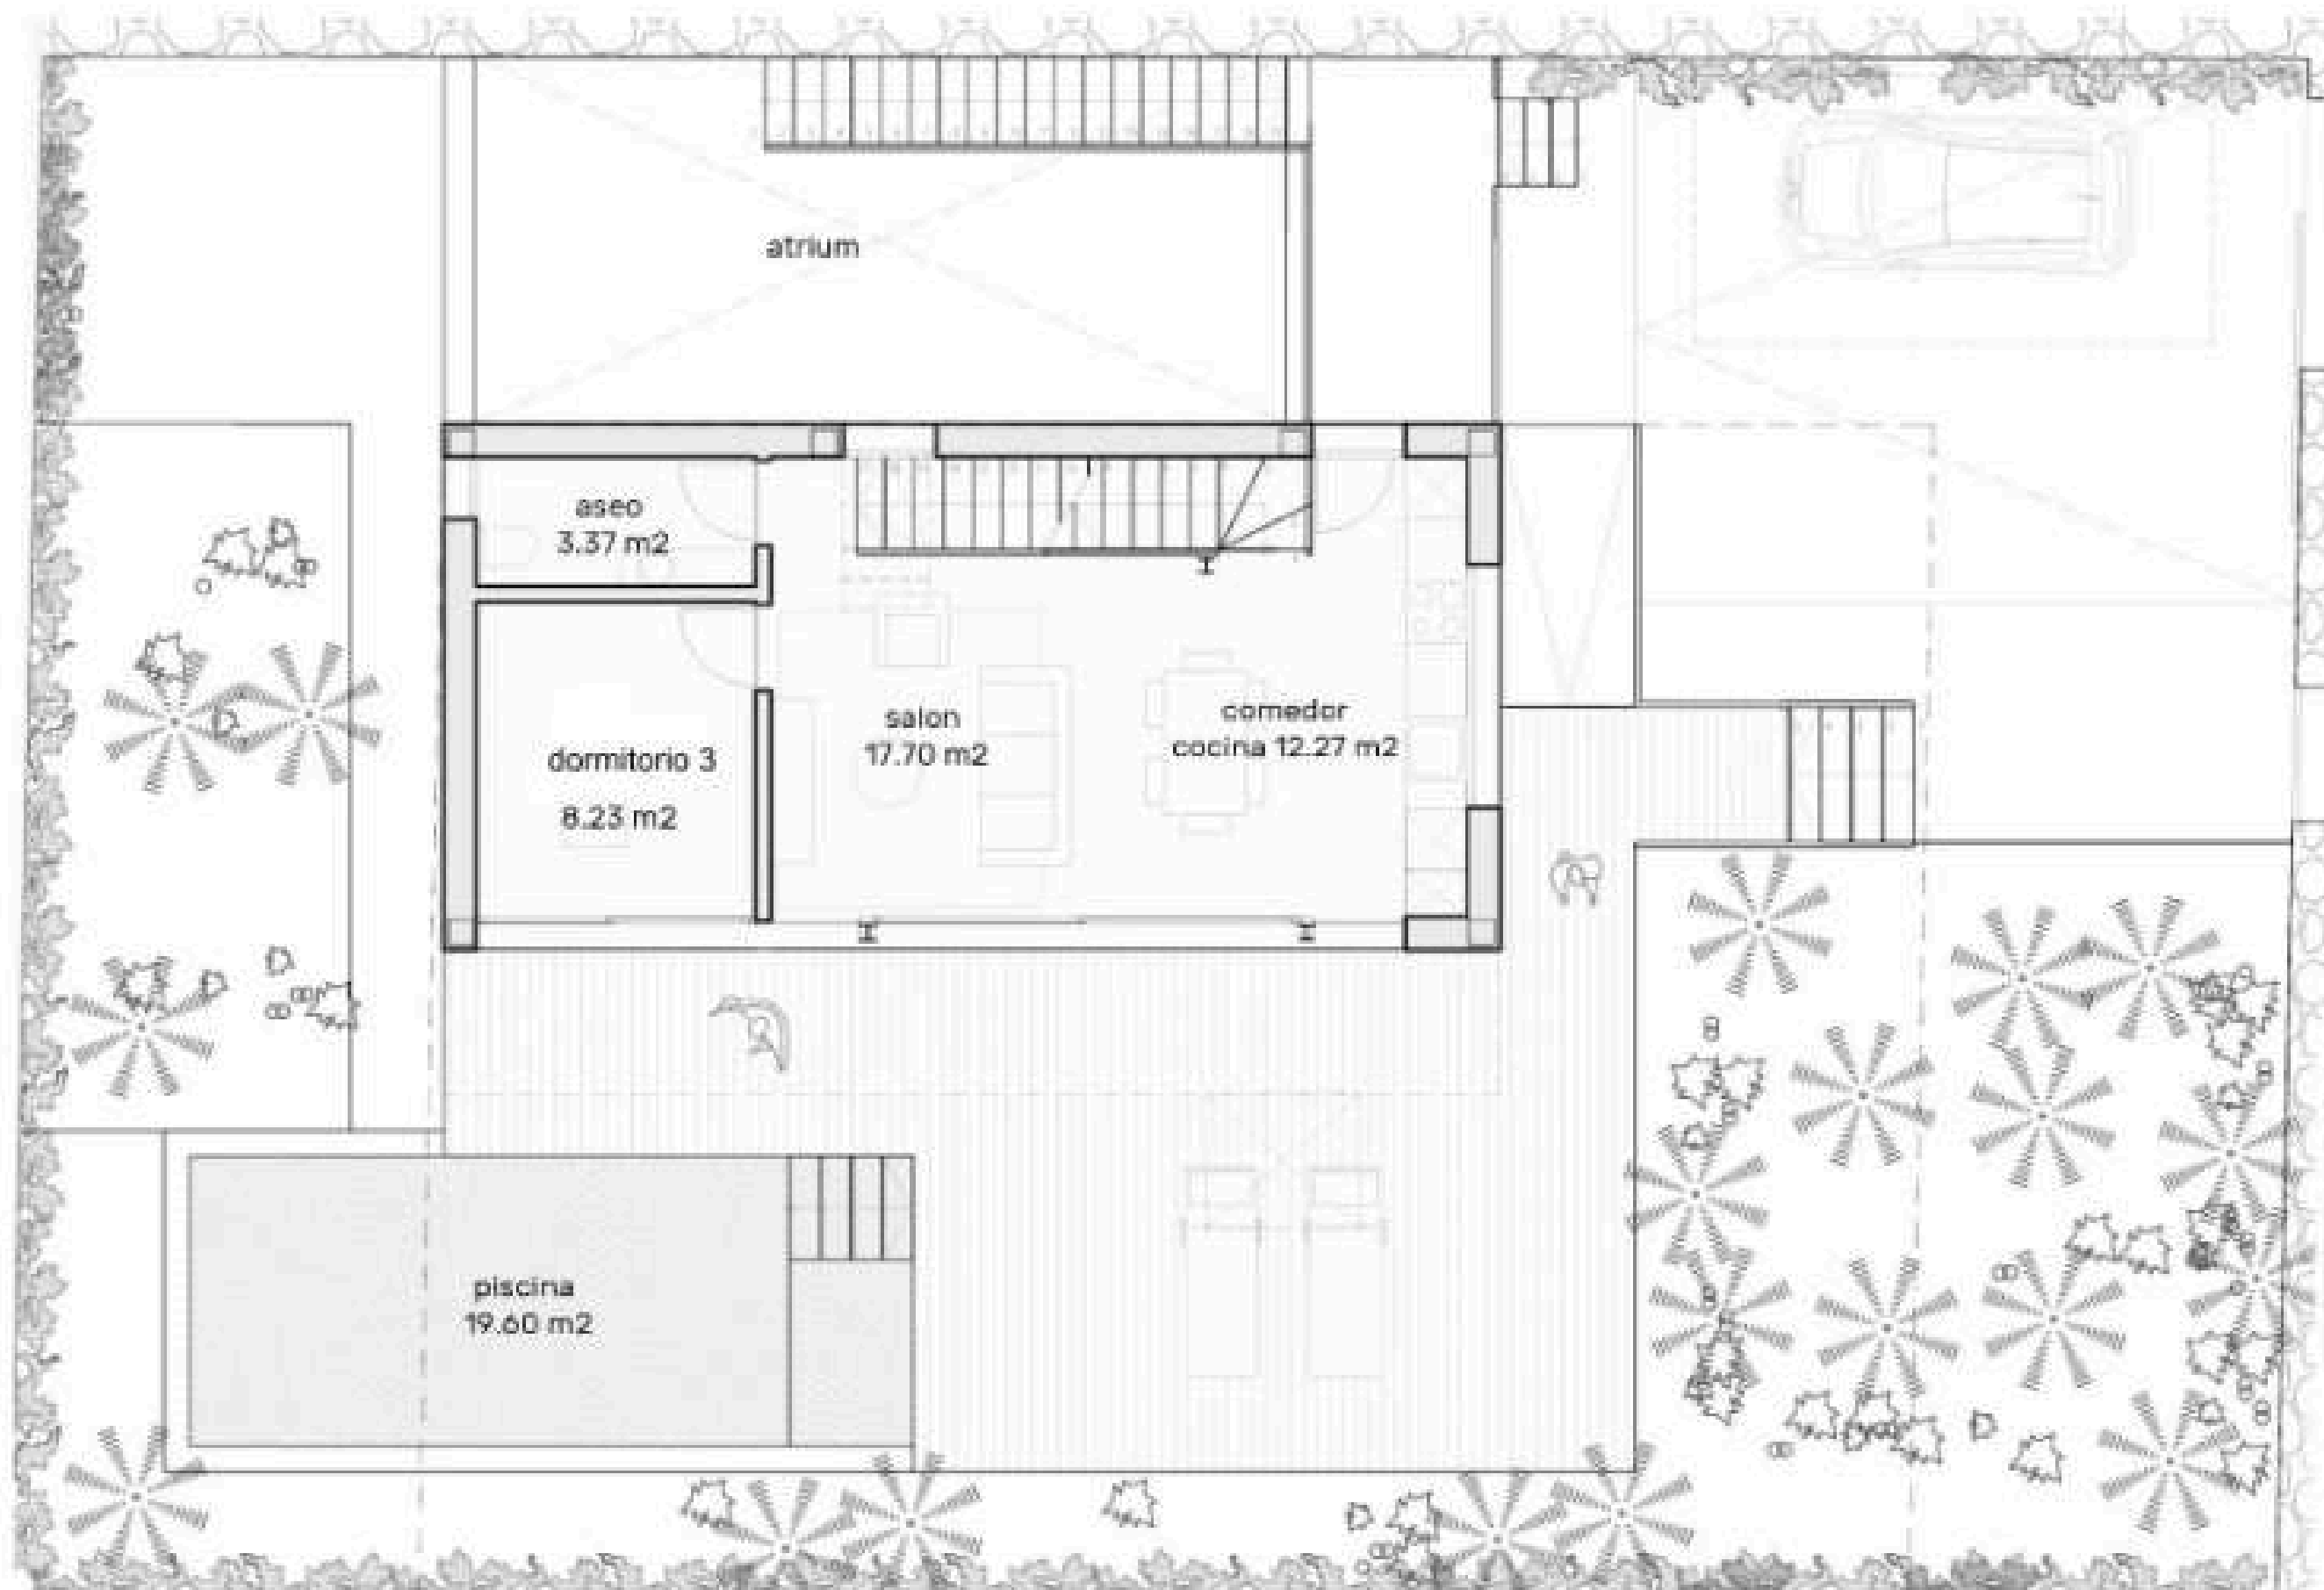 atrium
aseo
3.37 m2
dormitorio 3
8.23 m2
salon
17.70 m2
comedor
cocina 12.27 m2
piscina
19.60 m2